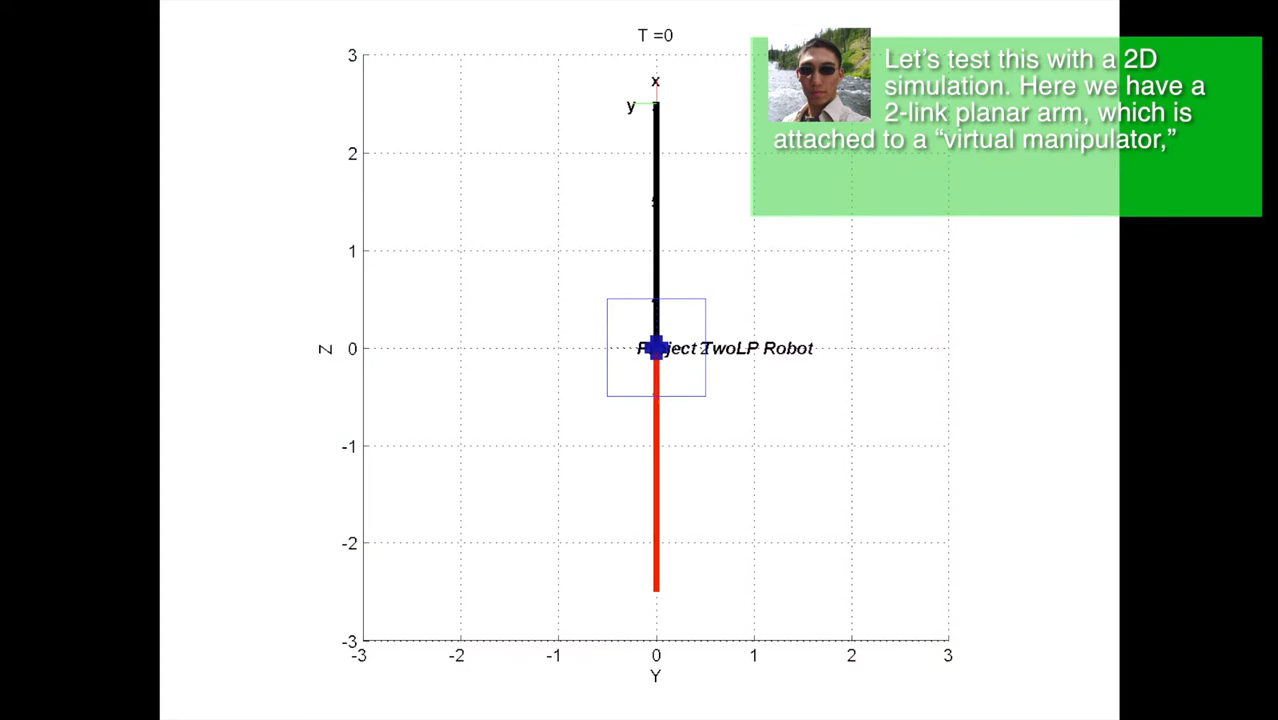 T =0
Let’s test this with a 2D
simulation. Here we have a
2-link planar arm, which is
attached to a “virtual manipulator,”
3
x
y
2
1
Z
0
TwoLP Robot
-1
-2
-3
-3
-2
-1
0
1
2
3
Y